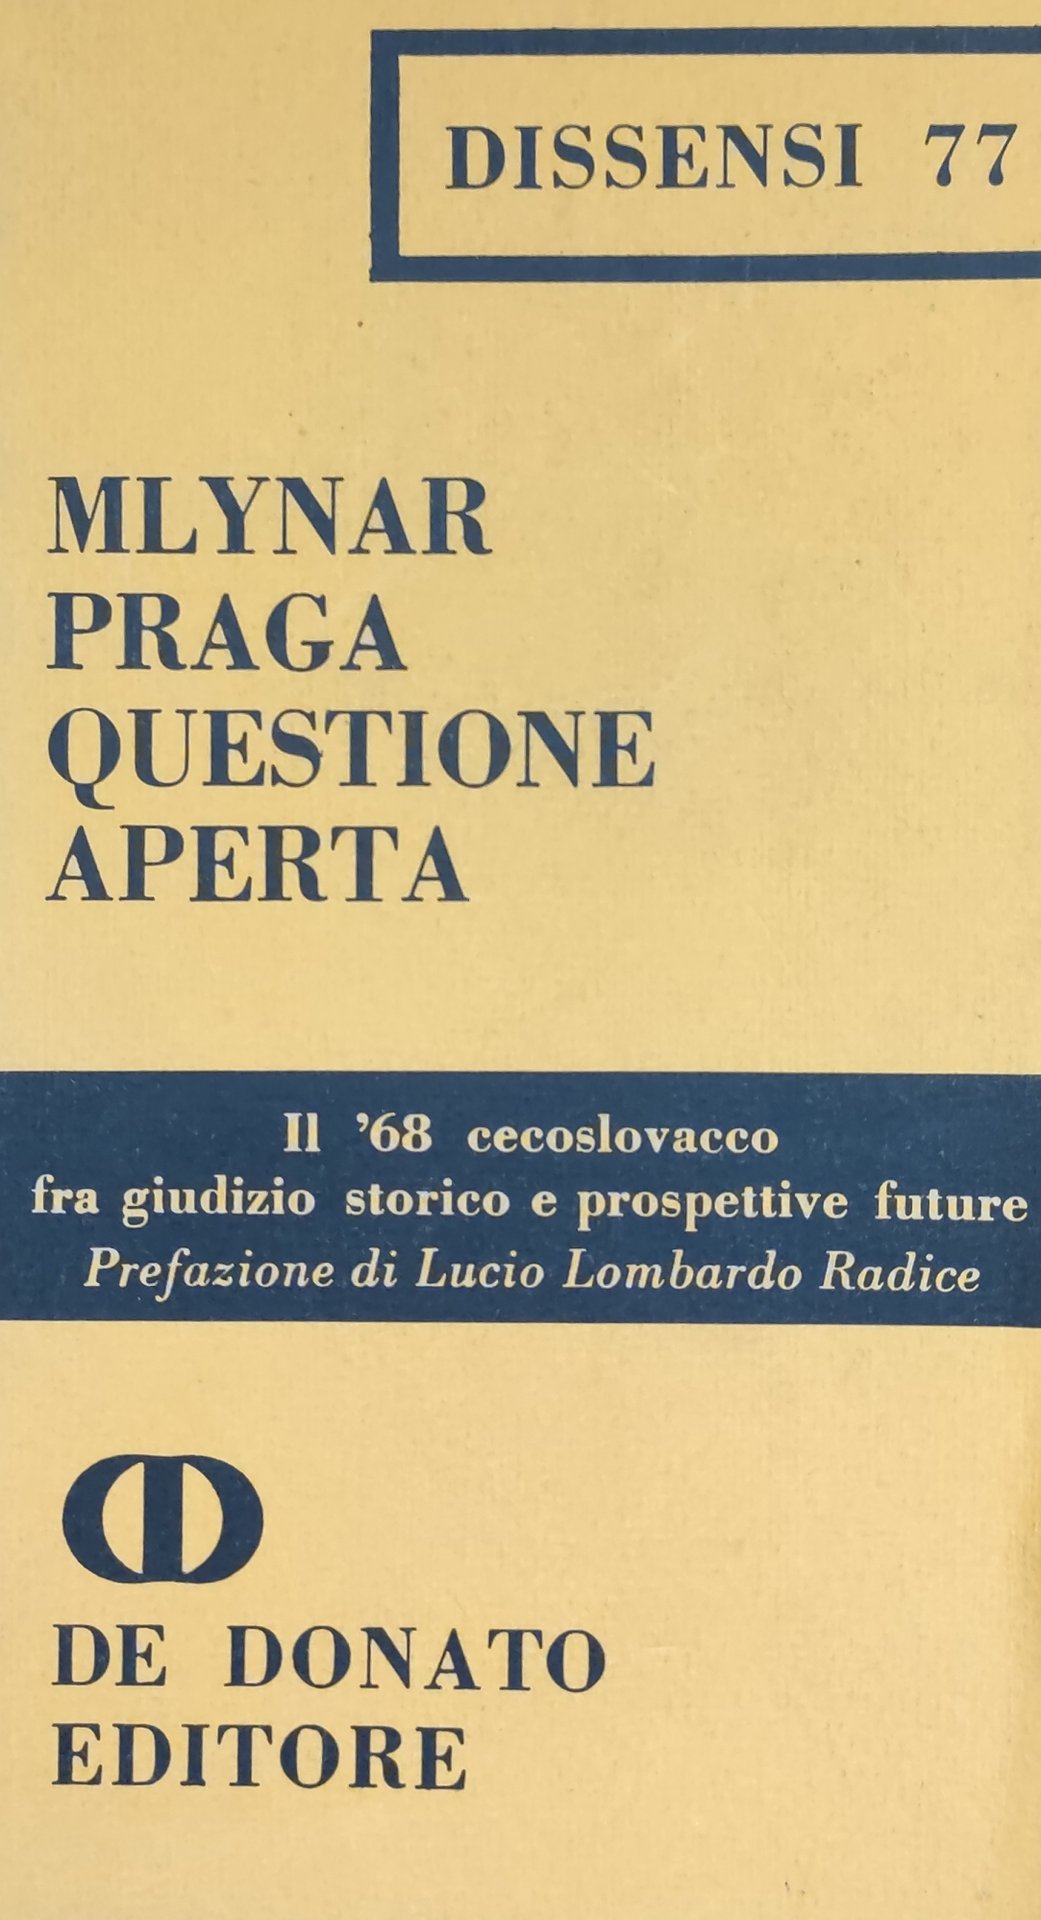 DISSENSI 77
MLYNAR
PRAGA
QUESTIONE
APERTA
Il ’68 cecoslovacco
fra giudizio storico e prospettive future
Prefazione di Lucio Lombardo Radice
DE DONATO
EDITORE